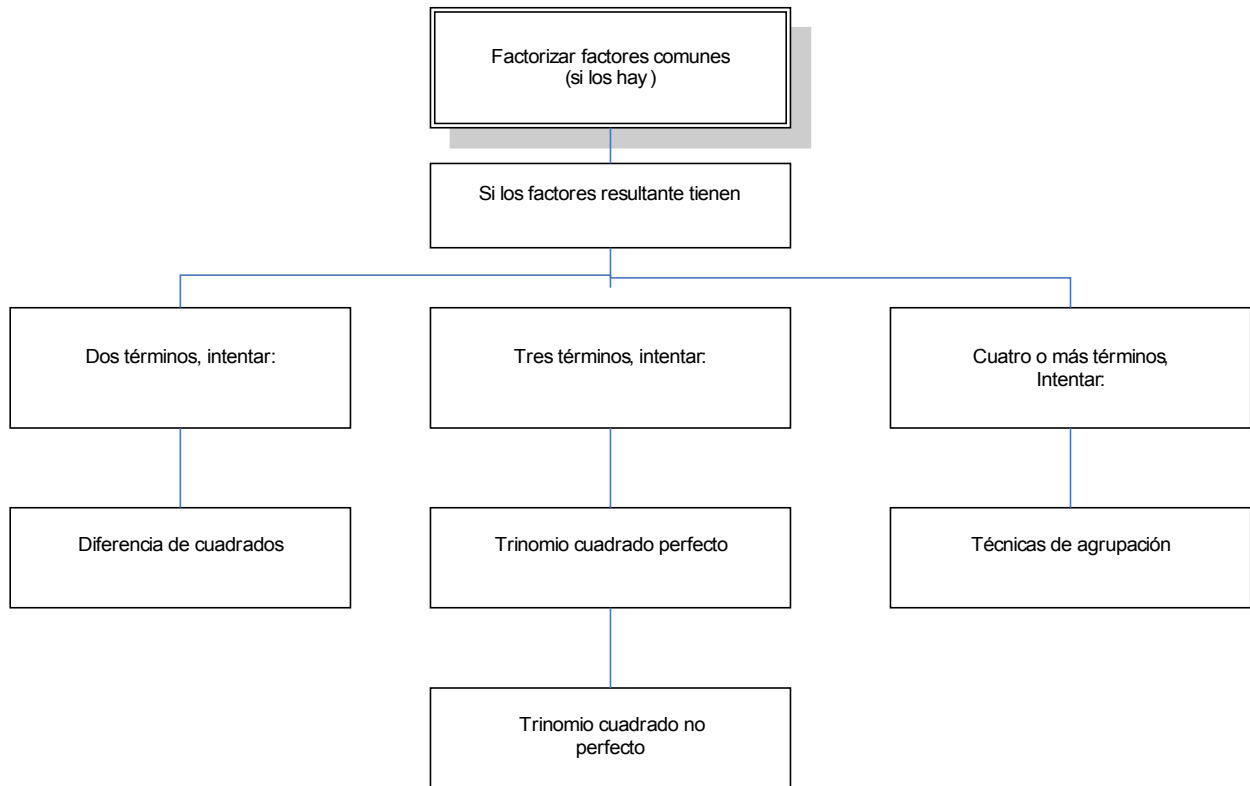 Factorizar factores comunes
(si los hay)
Si los factores resultante tienen
Dos términos, intentar:
Tres términos, intentar:
Cuatro o más términos,
Intentar:
Diferencia de cuadrados
Trinomio cuadrado perfecto
Técnicas de agrupación
Trinomio cuadrado no
perfecto